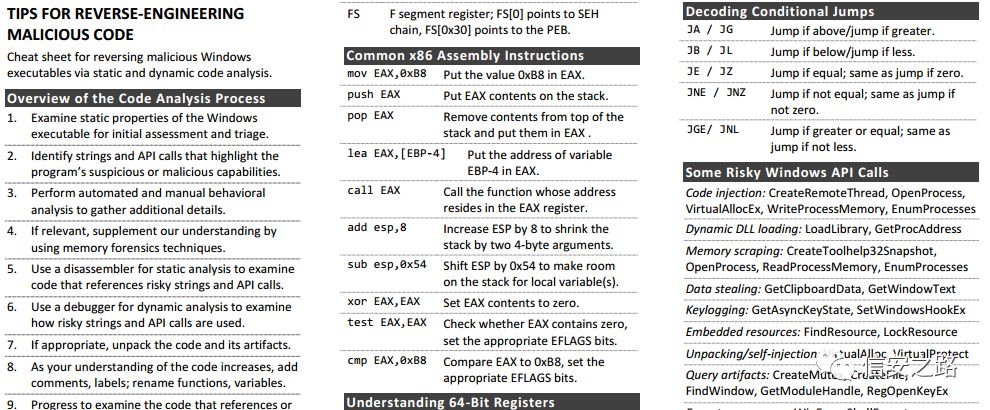 TIPS FOR REVERSE-ENGINEERING
MALICIOUS CODE
Cheat sheet for reversing malicious Windows
executables via static and dynamic code analysis.
Overview of the Code Analysis Process
1. Examine static properties of the Windows
executable for initial assessment and triage.
2. Identify strings and API calls that highlight the
program's suspicious or malicious capabilities.
3. Perform automated and manual behavioral
analysis to gather additional details.
4. If relevant, supplement our understanding by
using memory forensics techniques.
5. Use a disassembler for static analysis to examine
code that references risky strings and API calls.
6. Use a debugger for dynamic analysis to examine
how risky strings and API calls are used.
7. If appropriate, unpack the code and its artifacts.
8. As your understanding of the code increases, add
comments, labels; rename functions, variables.
9. Progress to examine the code that references or
FS F segment register; FS[0] points to SEH
chain, FS[0x30] points to the PEB.
Common x86 Assembly Instructions
mov EAX,0xB8 Put the value 0xB8 in EAX.
push EAX Put EAX contents on the stack.
pop EAX Remove contents from top of the
stack and put them in EAX .
lea EAX,[EBP-4] Put the address of variable
EBP-4 in EAX.
call EAX Call the function whose address
resides in the EAX register.
add esp,8 Increase ESP by 8 to shrink the
stack by two 4-byte arguments.
sub esp,0x54 Shift ESP by 0x54 to make room
on the stack for local variable(s).
xor EAX,EAX Set EAX contents to zero.
test EAX,EAX Check whether EAX contains zero,
set the appropriate EFLAGS bits.
cmp EAX,0xB8 Compare EAX to 0xB8, set the
appropriate EFLAGS bits.
Understanding 64-Bit Registers
Decoding Conditional Jumps
JA / JG Jump if above/jump if greater.
JB / JL Jump if below/jump if less.
JE / JZ Jump if equal; same as jump if zero.
JNE / JNZ Jump if not equal; same as jump if
not zero.
JGE/ JNL Jump if greater or equal; same as
jump if not less.
Some Risky Windows API Calls
Code injection: CreateRemoteThread, OpenProcess,
VirtualAllocEx, WriteProcessMemory, EnumProcesses
Dynamic DLL loading: LoadLibrary, GetProcAddress
Memory scraping: CreateToolhelp32Snapshot,
OpenProcess, ReadProcessMemory, EnumProcesses
Data stealing: GetClipboardData, GetWindowText
Keylogging: GetAsyncKeyState, SetWindowsHookEx
Embedded resources: FindResource, LockResource
Unpacking/self-injection: VirtualAlloc, VirtualProtect
Query artifacts: CreateMutex, CreateFile,
FindWindow, GetModuleHandle, RegOpenKeyEx
信安之路